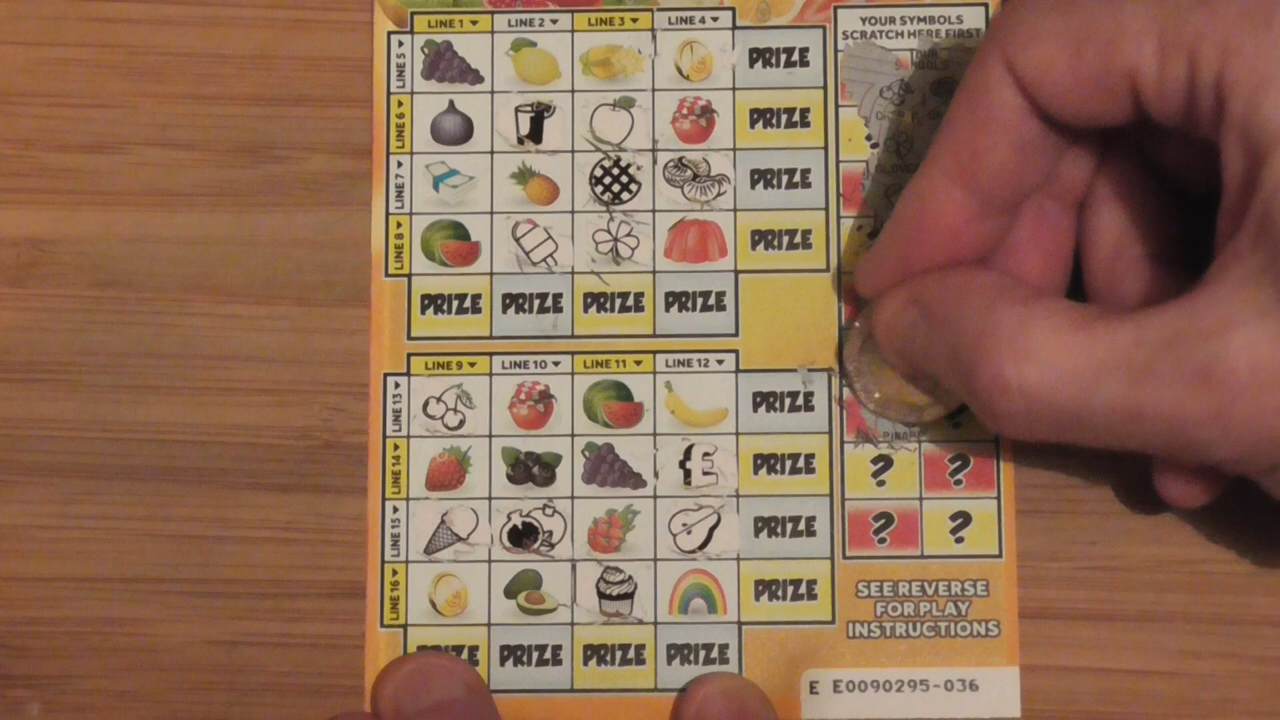 LINE 1 LINE 2 LINE 3 LINE 4
YOUR SYMBOLS
SCRATCH HERE FIRST
LINE 5 PRIZE
LINE 6 PRIZE
LINE 7 PRIZE
LINE 8 PRIZE
PRIZE PRIZE PRIZE PRIZE
LINE 9 LINE 10 LINE 11 LINE 12
LINE 13 PRIZE
LINE 14 £ PRIZE
? ?
LINE 15 PRIZE
? ?
LINE 16 PRIZE
PRIZE PRIZE PRIZE PRIZE
SEE REVERSE
FOR PLAY
INSTRUCTIONS
E E0090295-036